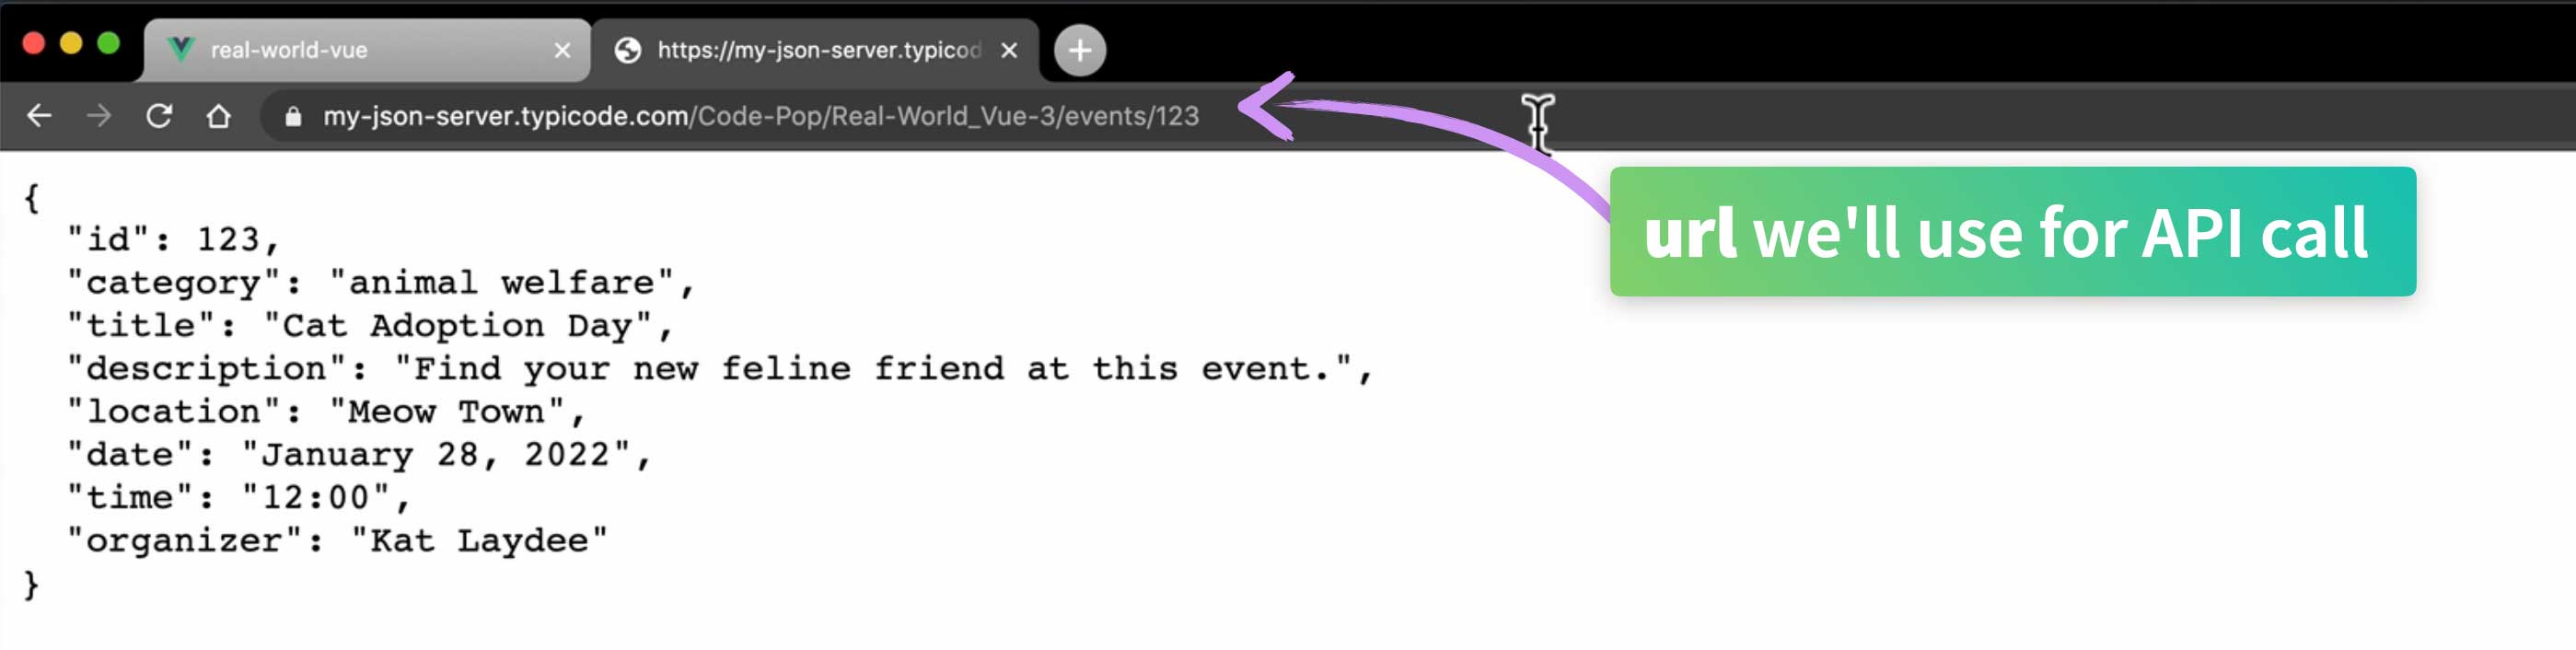 real-world-vue
https://my-json-server.typicod
my-json-server.typicode.com/Code-Pop/Real-World_Vue-3/events/123
url we'll use for API call
{
"id": 123,
"category": "animal welfare",
"title": "Cat Adoption Day",
"description": "Find your new feline friend at this event.",
"location": "Meow Town",
"date": "January 28, 2022",
"time": "12:00",
"organizer": "Kat Laydee"
}